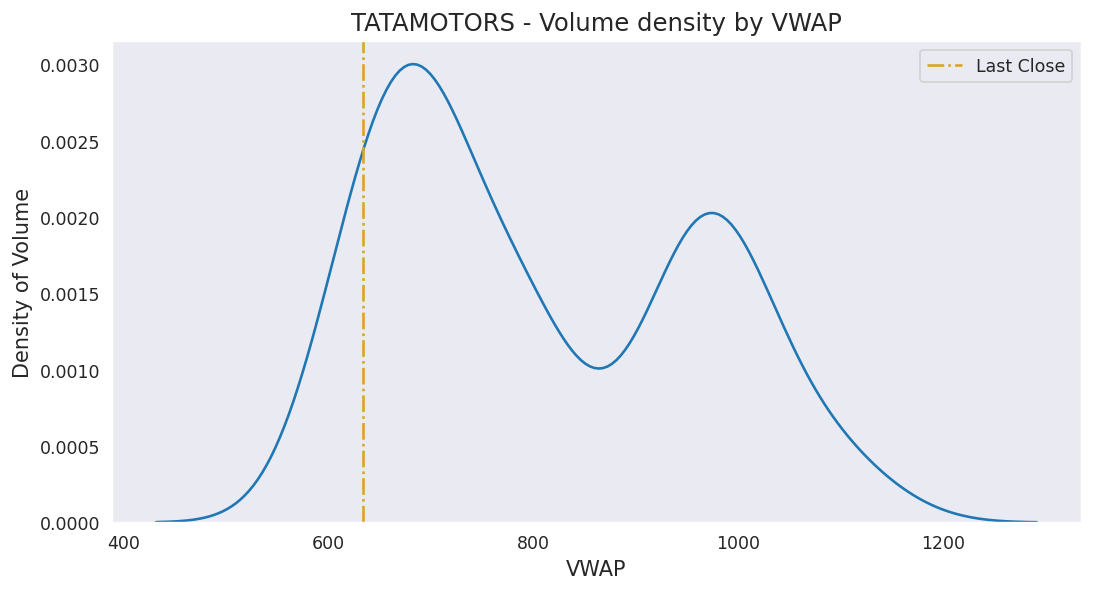 TATAMOTORS - Volume density by VWAP
Last Close
Density of Volume
0.0030
0.0025
0.0020
0.0015
0.0010
0.0005
0.0000
400 600 800 1000 1200
VWAP